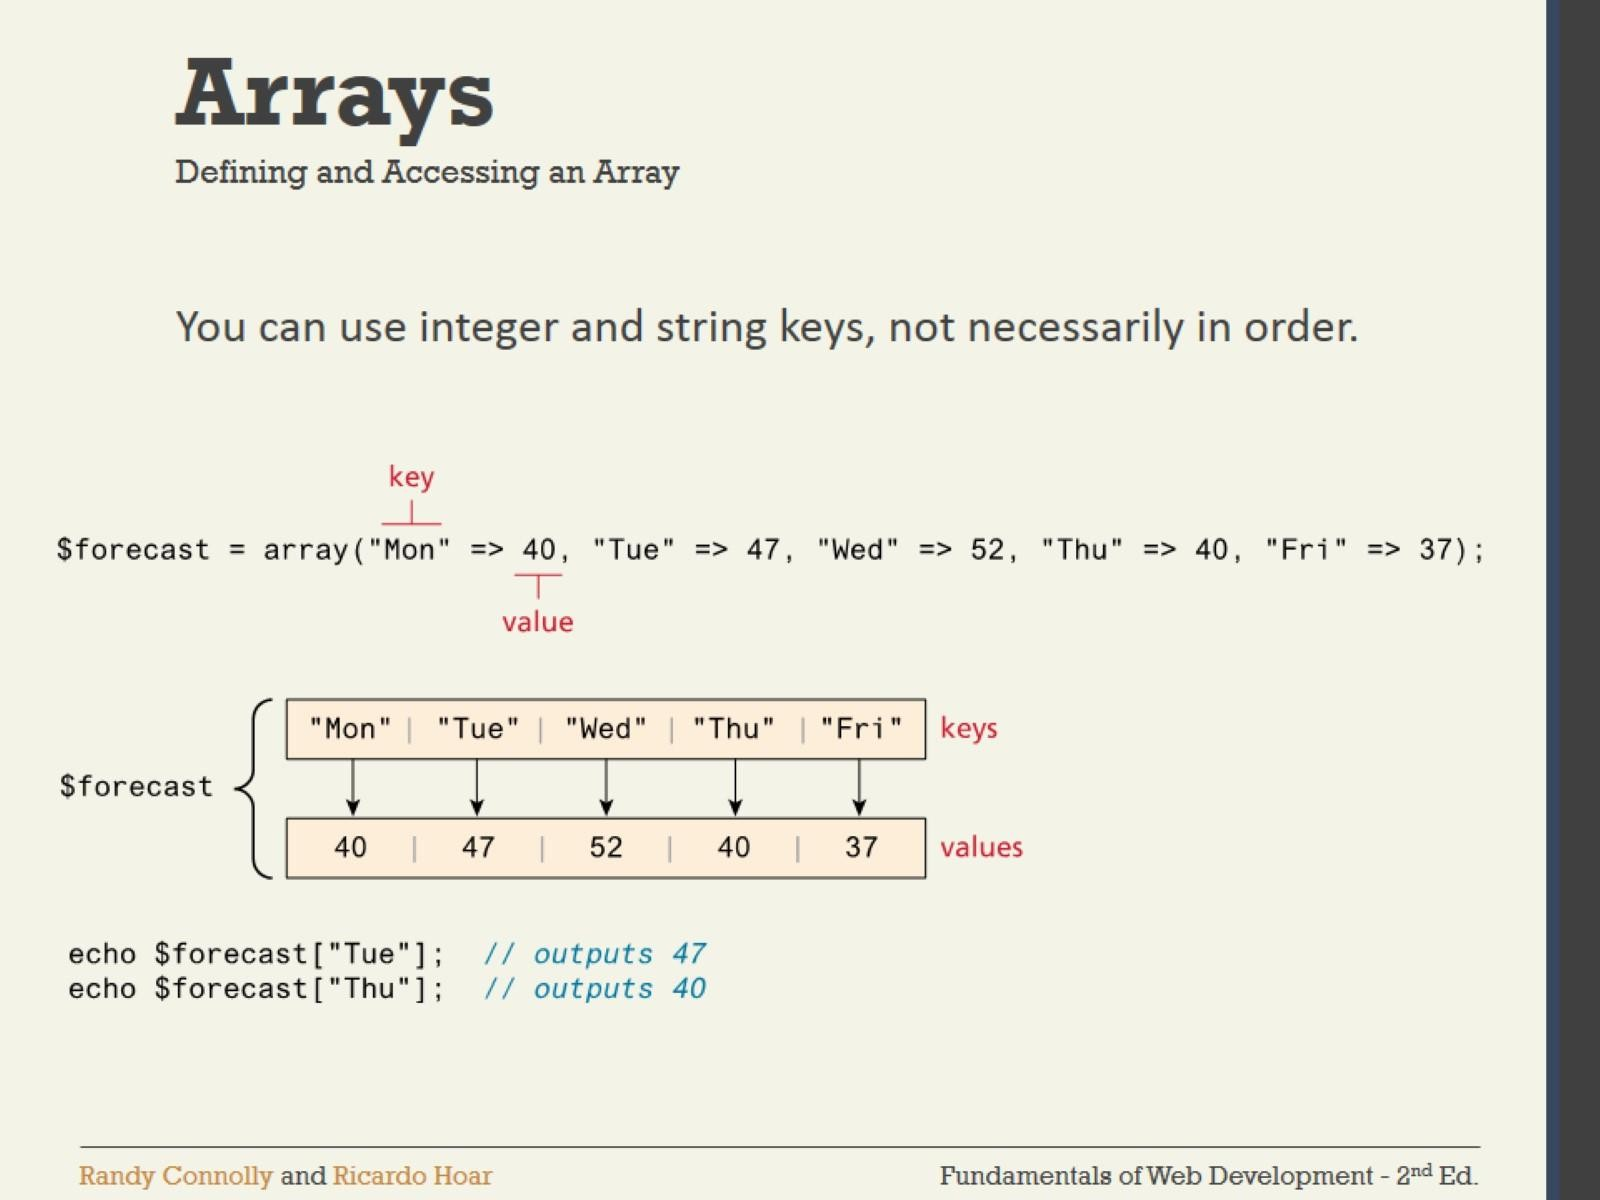 Arrays
Defining and Accessing an Array
You can use integer and string keys, not necessarily in order.
key
$forecast = array("Mon" => 40, "Tue" => 47, "Wed" => 52, "Thu" => 40, "Fri" => 37);
value
"Mon" | "Tue" | "Wed" | "Thu" | "Fri" keys
$forecast
40 | 47 | 52 | 40 | 37 values
echo $forecast["Tue"]; // outputs 47
echo $forecast["Thu"]; // outputs 40
Randy Connolly and Ricardo Hoar Fundamentals of Web Development - 2nd Ed.